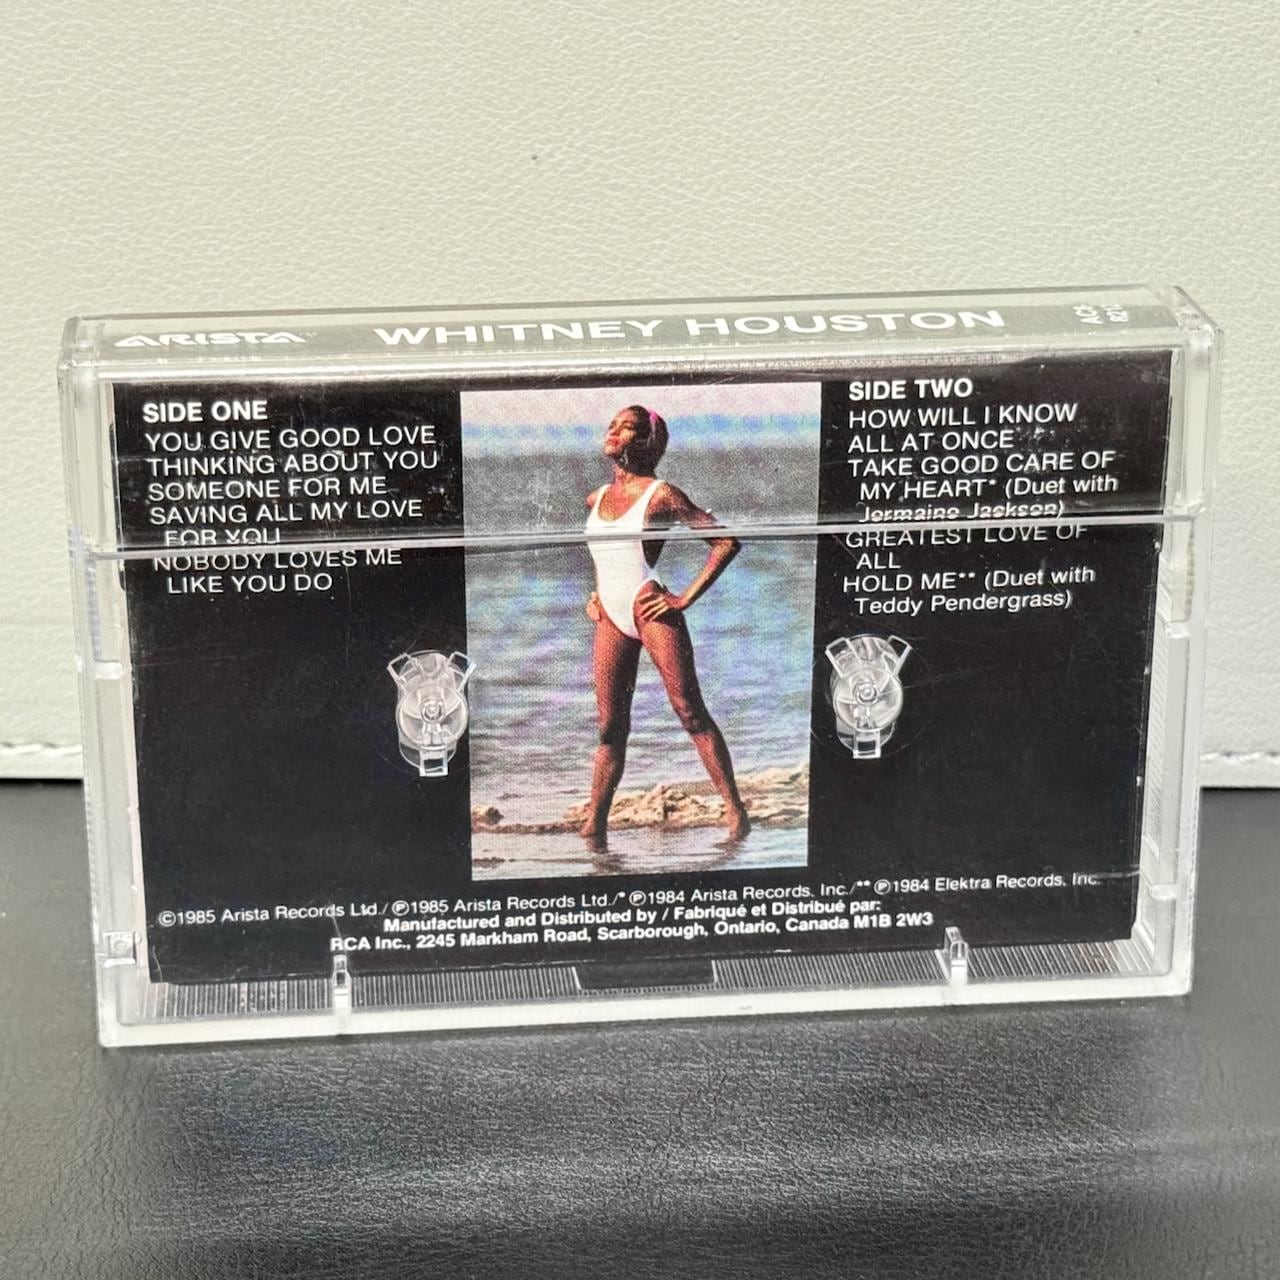 ARISTA WHITNEY HOUSTON
SIDE ONE
YOU GIVE GOOD LOVE
THINKING ABOUT YOU
SOMEONE FOR ME
SAVING ALL MY LOVE
FOR YOU
NOBODY LOVES ME
LIKE YOU DO
SIDE TWO
HOW WILL I KNOW
ALL AT ONCE
TAKE GOOD CARE OF
MY HEART* (Duet with
Jermaine Jackson)
GREATEST LOVE OF
ALL
HOLD ME** (Duet with
Teddy Pendergrass)
©1985 Arista Records Ltd./℗1985 Arista Records Ltd./*℗1984 Arista Records, Inc./**℗1984 Elektra Records, Inc.
Manufactured and Distributed by / Fabriqué et Distribué par:
RCA Inc., 2245 Markham Road, Scarborough, Ontario, Canada M1B 2W3